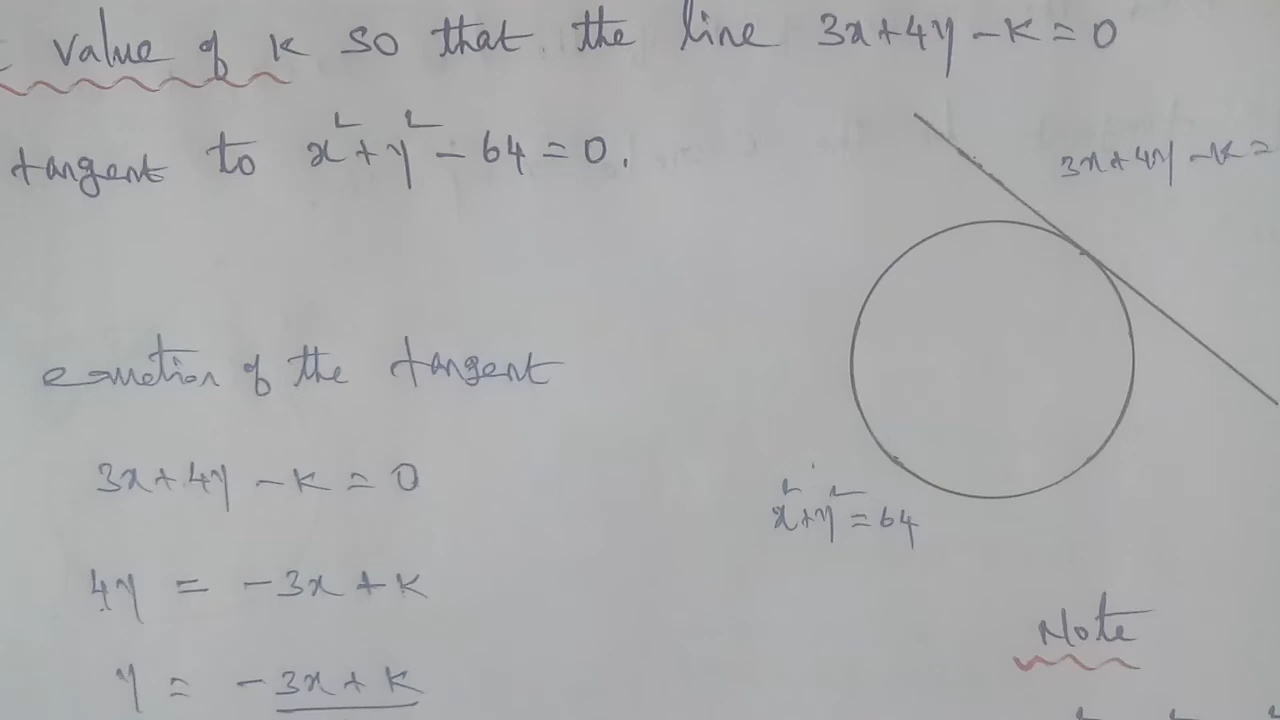 value of k so that the line 3x+4y-k=0
tangent to x²+y²-64=0.
3x+4y-k=
equation of the tangent
3x+4y-k=0
x²+y²=64
4y = -3x+k
Note
y = -3x+k